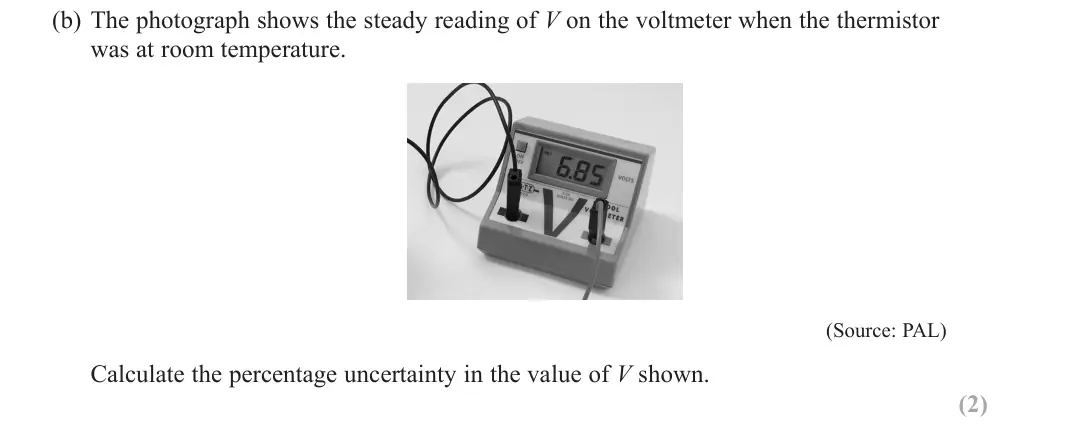 (b) The photograph shows the steady reading of V on the voltmeter when the thermistor
was at room temperature.
6.85
VOLTS
(Source: PAL)
Calculate the percentage uncertainty in the value of V shown.
(2)